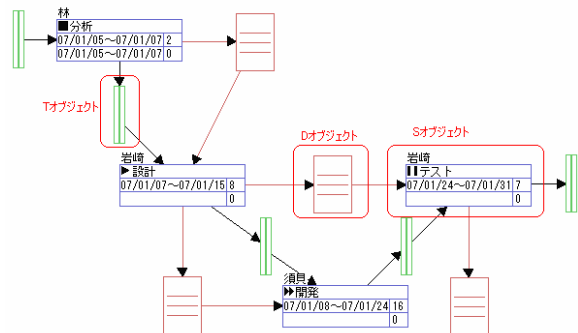 林
■分析
07/01/05～07/01/07 2
07/01/05～07/01/07 0
Tオブジェクト
Dオブジェクト
Sオブジェクト
岩崎
▶設計
07/01/07～07/01/15 8
0
岩崎
❚❚テスト
07/01/24～07/01/31 7
0
須貝
▶▶開発
07/01/08～07/01/24 16
0